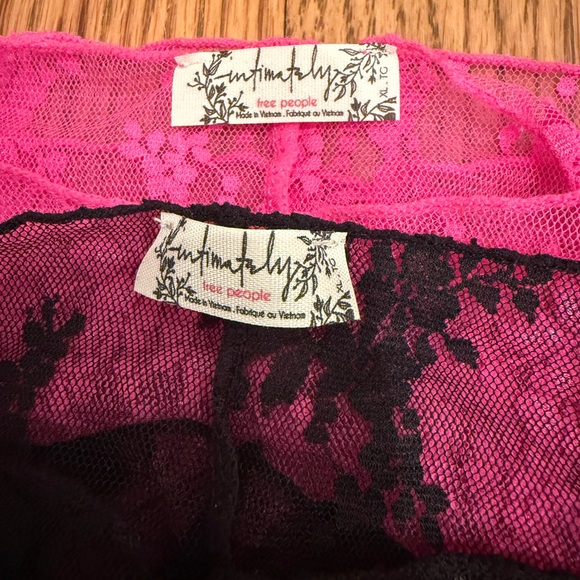 intimately
free people
Made in Vietnam . Fabriqué au Vietnam
XL . TG
intimately
free people
Made in Vietnam . Fabriqué au Vietnam
XL